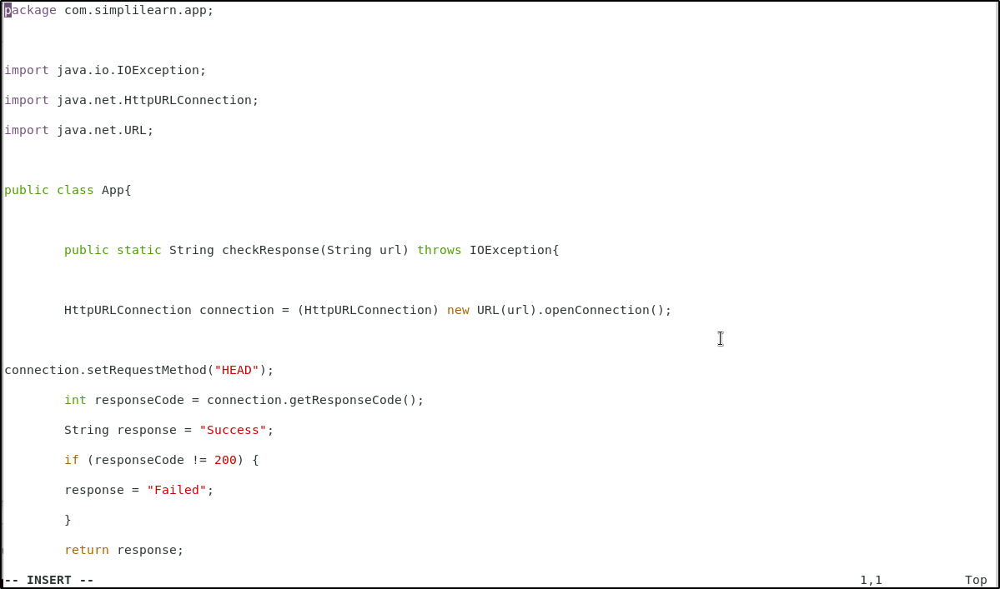 package com.simplilearn.app;
import java.io.IOException;
import java.net.HttpURLConnection;
import java.net.URL;
public class App{
public static String checkResponse(String url) throws IOException{
HttpURLConnection connection = (HttpURLConnection) new URL(url).openConnection();
connection.setRequestMethod("HEAD");
int responseCode = connection.getResponseCode();
String response = "Success";
if (responseCode != 200) {
response = "Failed";
}
return response;
-- INSERT -- 1,1 Top